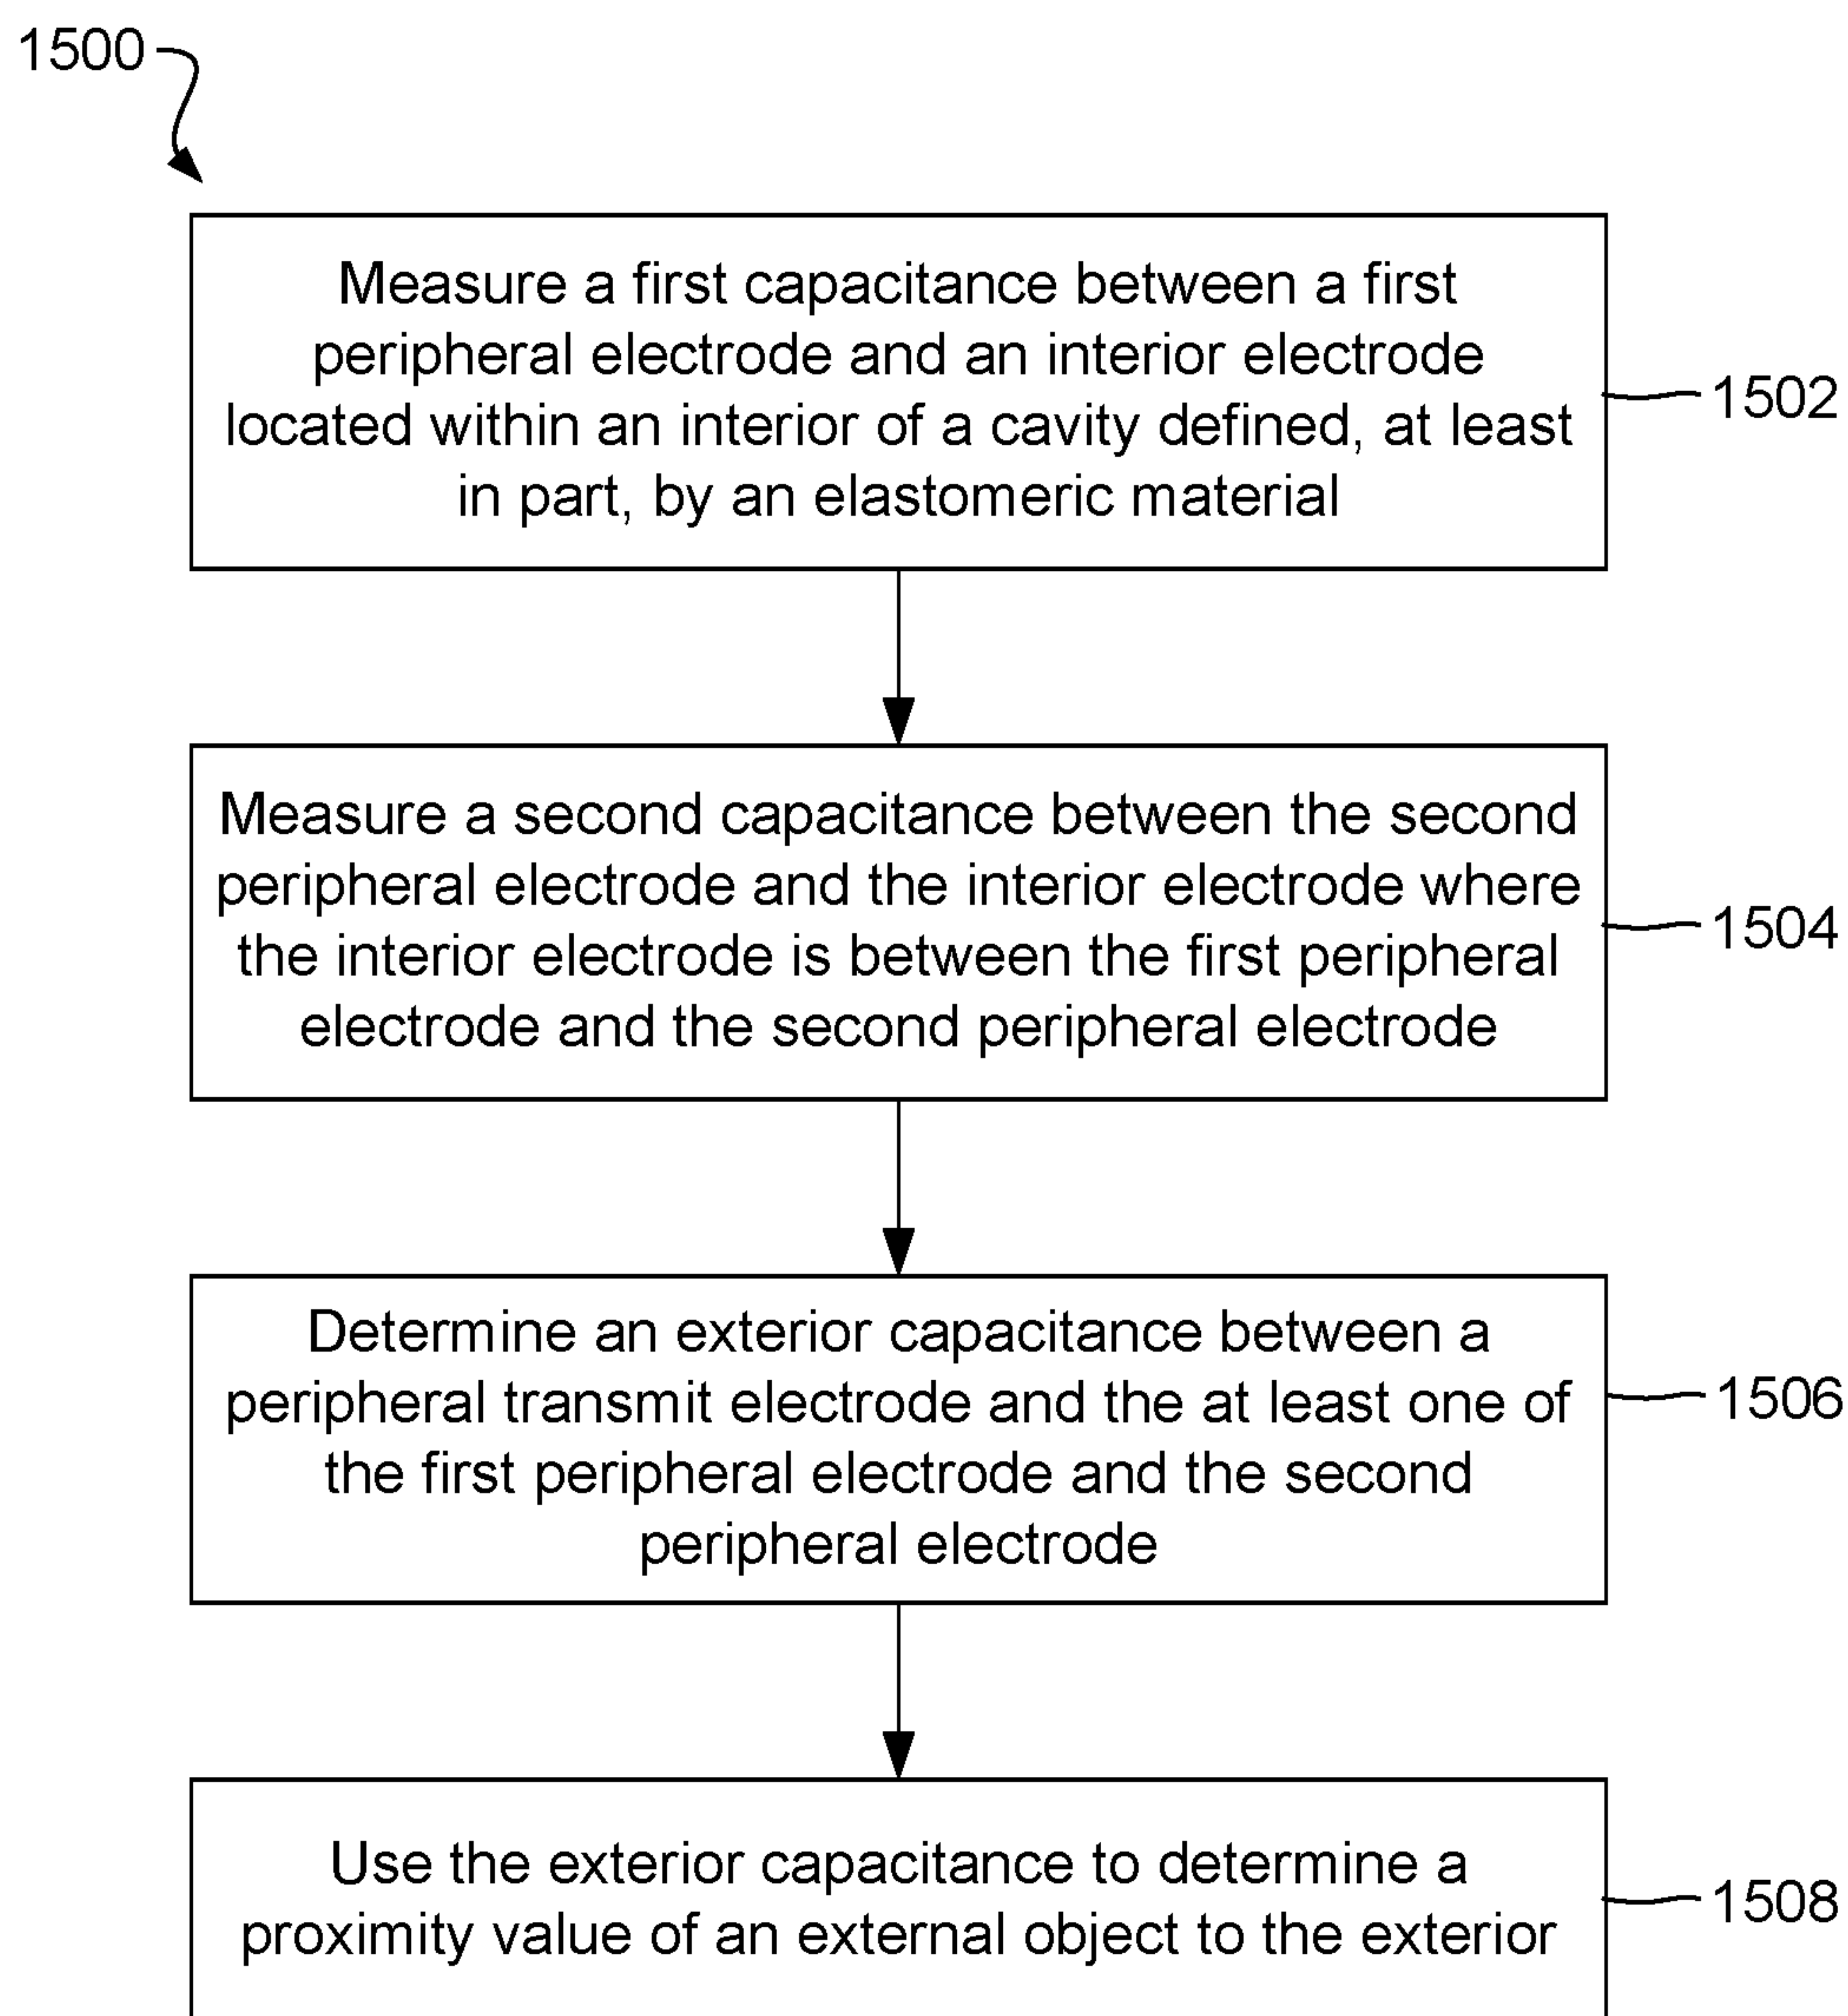 1500
Measure a first capacitance between a first
peripheral electrode and an interior electrode
located within an interior of a cavity defined, at least
in part, by an elastomeric material
1502
Measure a second capacitance between the second
peripheral electrode and the interior electrode where
the interior electrode is between the first peripheral
electrode and the second peripheral electrode
1504
Determine an exterior capacitance between a
peripheral transmit electrode and the at least one of
the first peripheral electrode and the second
peripheral electrode
1506
Use the exterior capacitance to determine a
proximity value of an external object to the exterior
1508